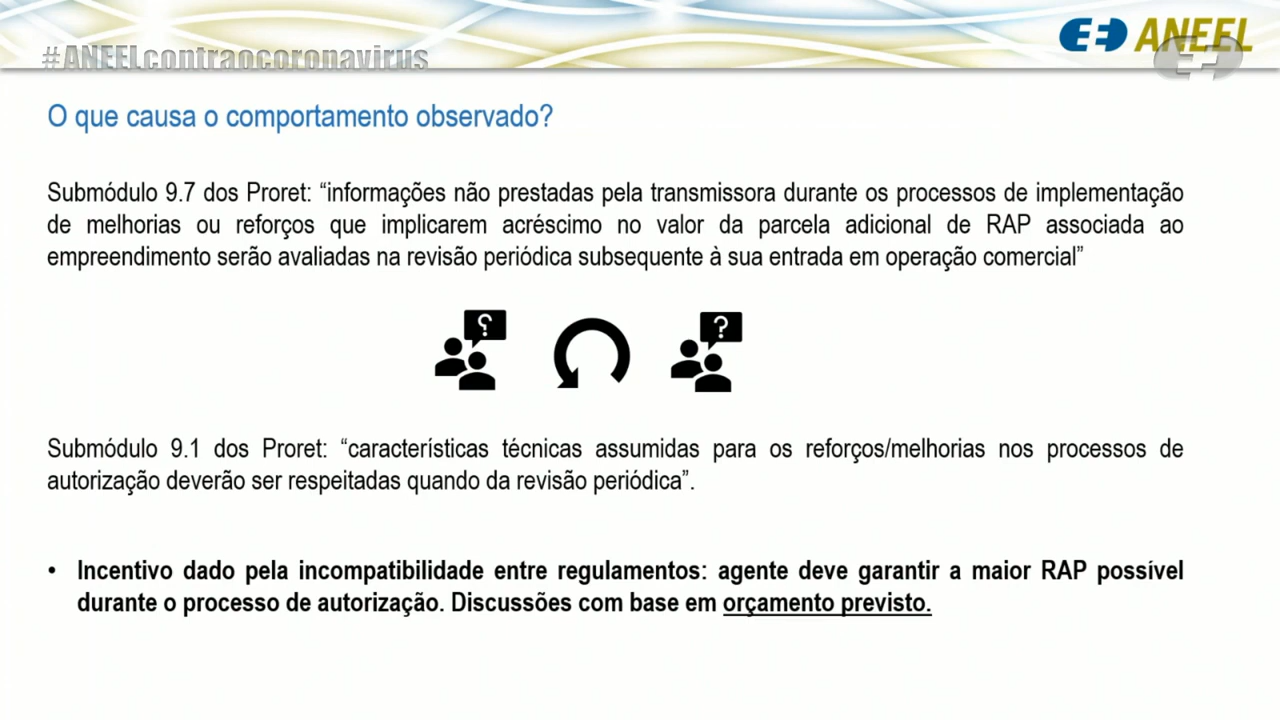 #ANEELcontraocoronavirus
ANEEL
O que causa o comportamento observado?
Submódulo 9.7 dos Proret: “informações não prestadas pela transmissora durante os processos de implementação
de melhorias ou reforços que implicarem acréscimo no valor da parcela adicional de RAP associada ao
empreendimento serão avaliadas na revisão periódica subsequente à sua entrada em operação comercial”
?
?
Submódulo 9.1 dos Proret: “características técnicas assumidas para os reforços/melhorias nos processos de
autorização deverão ser respeitadas quando da revisão periódica”.
• Incentivo dado pela incompatibilidade entre regulamentos: agente deve garantir a maior RAP possível
durante o processo de autorização. Discussões com base em orçamento previsto.